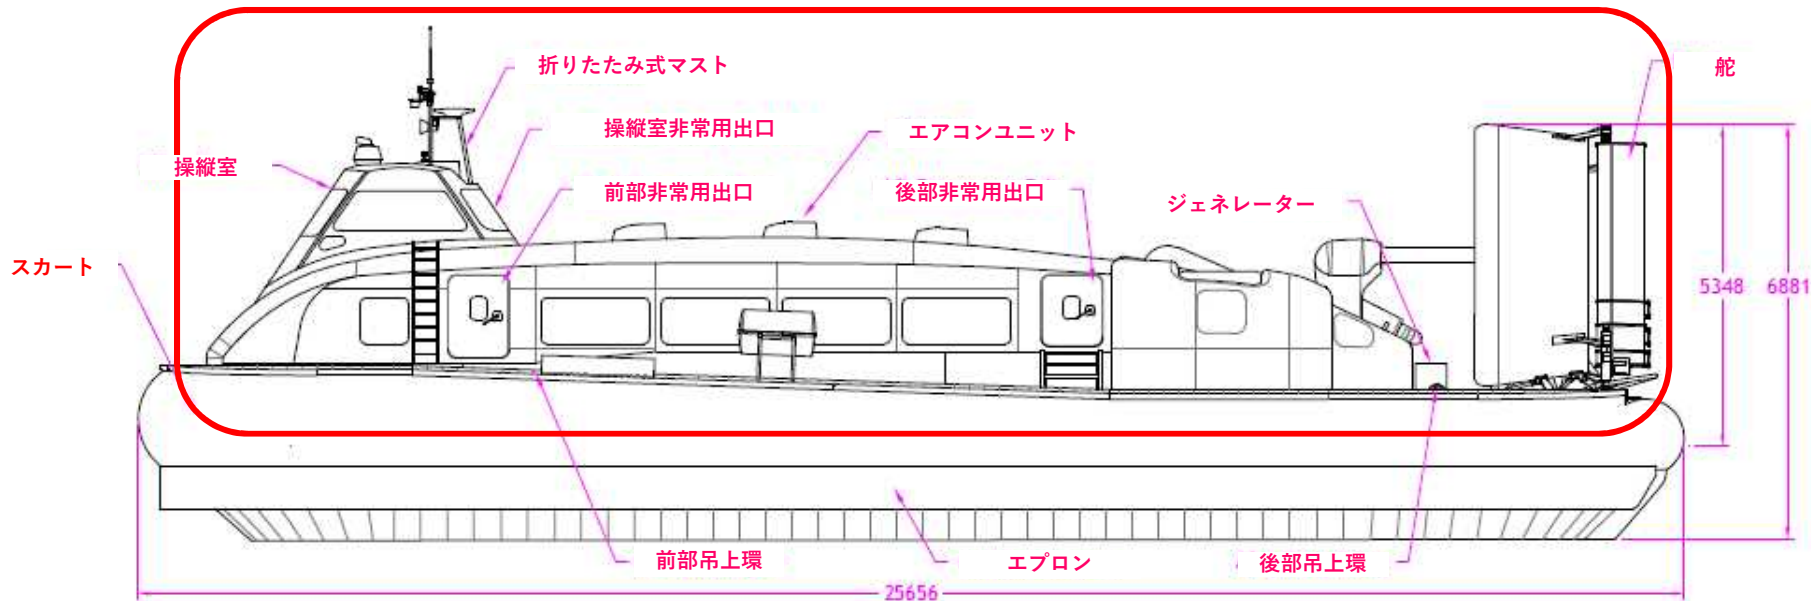 折りたたみ式マスト
舵
操縦室非常用出口
エアコンユニット
操縦室
前部非常用出口
後部非常用出口
ジェネレーター
スカート
5348
6881
前部吊上環
エプロン
後部吊上環
25656